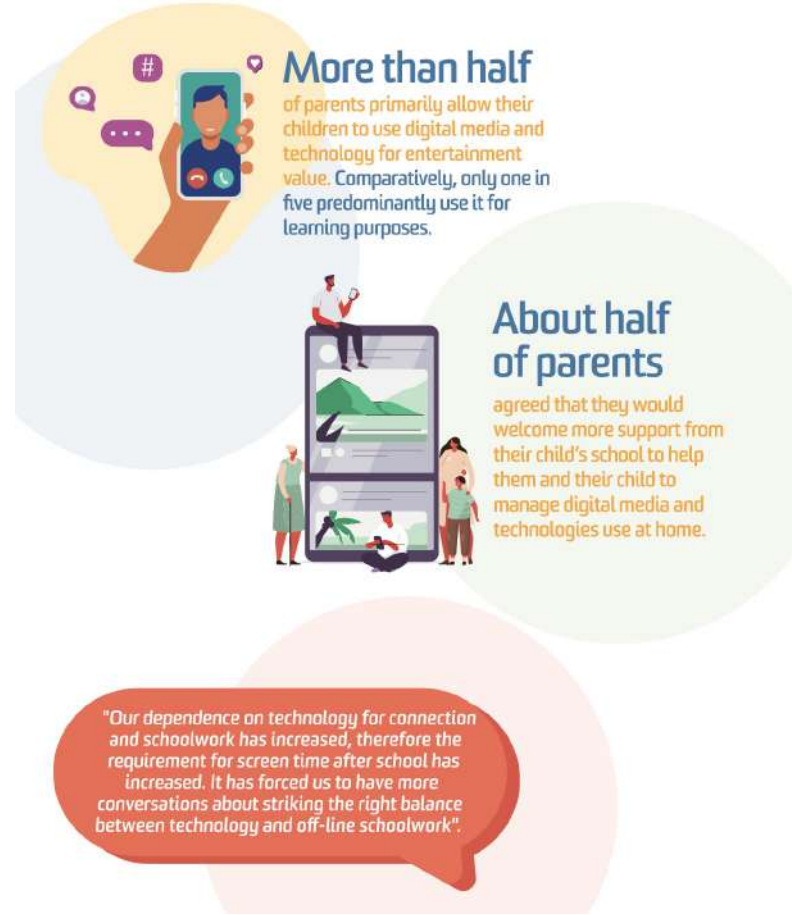 #
More than half
of parents primarily allow their
children to use digital media and
technology for entertainment
value. Comparatively, only one in
five predominantly use it for
learning purposes.
About half
of parents
agreed that they would
welcome more support from
their child's school to help
them and their child to
manage digital media and
technologies use at home.
"Our dependence on technology for connection
and schoolwork has increased, therefore the
requirement for screen time after school has
increased. It has forced us to have more
conversations about striking the right balance
between technology and off-line schoolwork".